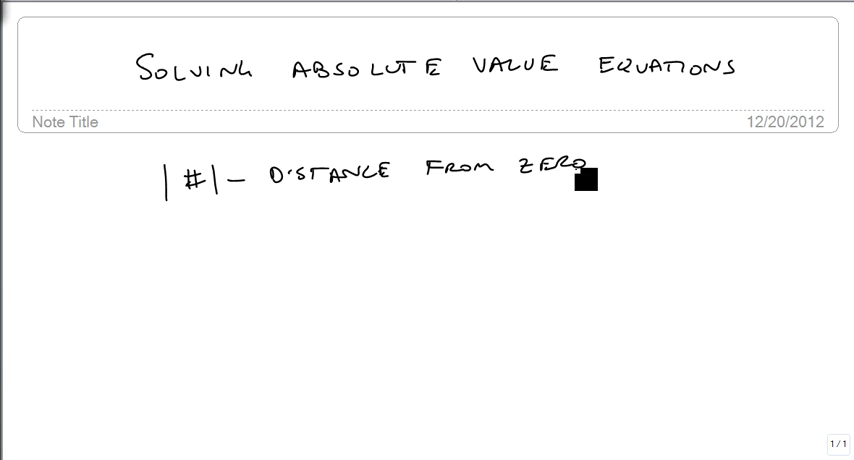 SOLVING ABSOLUTE VALUE EQUATIONS
Note Title
12/20/2012
|#| – DISTANCE FROM ZERO
1 / 1